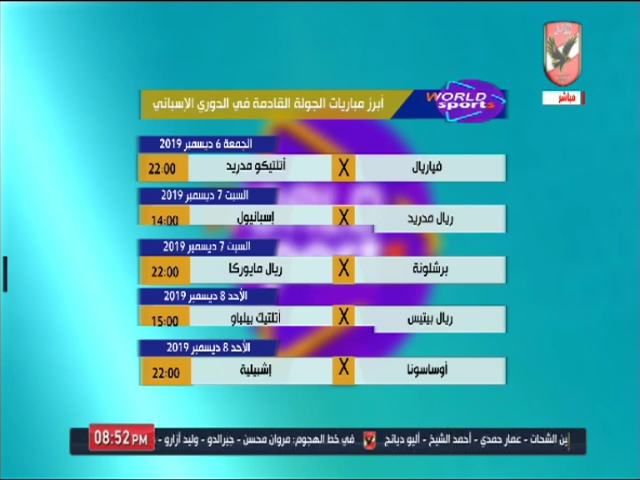 مباشر
أبرز مباريات الجولة القادمة في الدوري الإسباني
WORLD
sports
الجمعة 6 ديسمبر 2019
فياريال X أتلتيكو مدريد 22:00
السبت 7 ديسمبر 2019
ريال مدريد X إسبانيول 14:00
السبت 7 ديسمبر 2019
برشلونة X ريال مايوركا 22:00
الأحد 8 ديسمبر 2019
ريال بيتيس X أتلتيك بيلباو 15:00
الأحد 8 ديسمبر 2019
أوساسونا X إشبيلية 22:00
ين الشحات - عمار حمدي - أحمد الشيخ - أليو ديانج في خط الهجوم: مروان محسن - جيرالدو - وليد أزارو -
08:52 PM